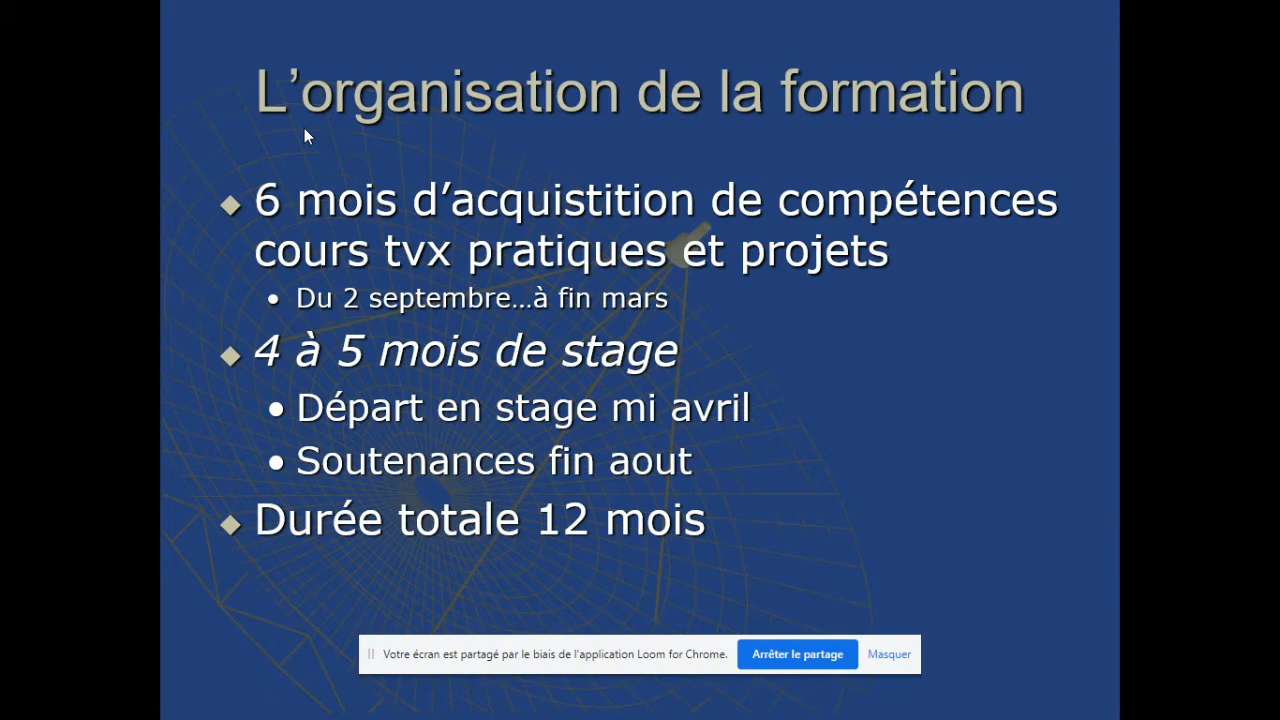 L’organisation de la formation
6 mois d’acquistition de compétences
cours tvx pratiques et projets
Du 2 septembre…à fin mars
4 à 5 mois de stage
Départ en stage mi avril
Soutenances fin aout
Durée totale 12 mois
Votre écran est partagé par le biais de l'application Loom for Chrome. Arrêter le partage Masquer